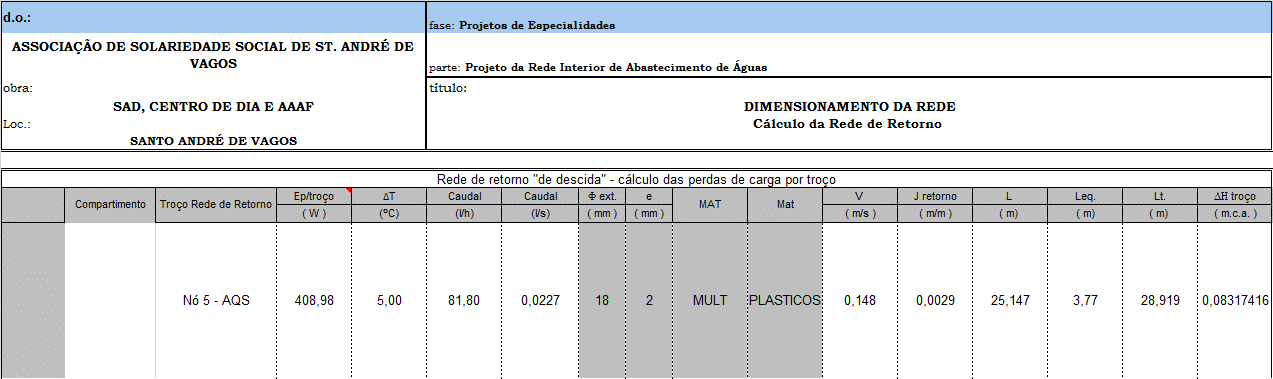 d.o.:
fase: Projetos de Especialidades
ASSOCIAÇÃO DE SOLARIEDADE SOCIAL DE ST. ANDRÉ DE
VAGOS
parte: Projeto da Rede Interior de Abastecimento de Águas
obra:
título:
SAD, CENTRO DE DIA E AAAF
DIMENSIONAMENTO DA REDE
Loc.:
Cálculo da Rede de Retorno
SANTO ANDRÉ DE VAGOS
Rede de retorno "de descida" - cálculo das perdas de carga por troço
Compartimento Troço Rede de Retorno Ep/troço ΔT Caudal Caudal Φ ext. e MAT Mat V J retorno L Leq. Lt. ΔH troço
( W ) (ºC) (l/h) (l/s) ( mm ) ( mm ) ( m/s ) ( m/m ) ( m) ( m) ( m) ( m.c.a. )
Nó 5 - AQS 408,98 5,00 81,80 0,0227 18 2 MULT PLASTICOS 0,148 0,0029 25,147 3,77 28,919 0,08317416